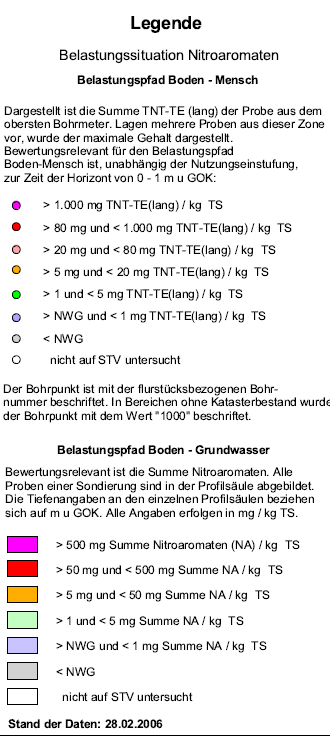 Legende
Belastungssituation Nitroaromaten
Belastungspfad Boden - Mensch
Dargestellt ist die Summe TNT-TE (lang) der Probe aus dem
obersten Bohrmeter. Lagen mehrere Proben aus dieser Zone
vor, wurde der maximale Gehalt dargestellt.
Bewertungsrelevant für den Belastungspfad
Boden-Mensch ist, unabhängig der Nutzungseinstufung,
zur Zeit der Horizont von 0 - 1 m u GOK:
> 1.000 mg TNT-TE(lang) / kg TS
> 80 mg und < 1.000 mg TNT-TE(lang) / kg TS
> 20 mg und < 80 mg TNT-TE(lang) / kg TS
> 5 mg und < 20 mg TNT-TE(lang) / kg TS
> 1 und < 5 mg TNT-TE(lang) / kg TS
> NWG und < 1 mg TNT-TE(lang) / kg TS
< NWG
nicht auf STV untersucht
Der Bohrpunkt ist mit der flurstücksbezogenen Bohr-
nummer beschriftet. In Bereichen ohne Katasterbestand wurde
der Bohrpunkt mit dem Wert "1000" beschriftet.
Belastungspfad Boden - Grundwasser
Bewertungsrelevant ist die Summe Nitroaromaten. Alle
Proben einer Sondierung sind in der Profilsäule abgebildet.
Die Tiefenangaben an den einzelnen Profilsäulen beziehen
sich auf m u GOK. Alle Angaben erfolgen in mg / kg TS.
> 500 mg Summe Nitroaromaten (NA) / kg TS
> 50 mg und < 500 mg Summe NA / kg TS
> 5 mg und < 50 mg Summe NA / kg TS
> 1 und < 5 mg Summe NA / kg TS
> NWG und < 1 mg Summe NA / kg TS
< NWG
nicht auf STV untersucht
Stand der Daten: 28.02.2006